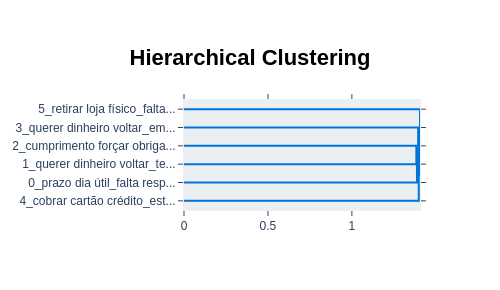 Hierarchical Clustering
5_retirar loja físico_falta...
3_querer dinheiro voltar_em...
2_cumprimento forçar obriga...
1_querer dinheiro voltar_te...
0_prazo dia útil_falta resp...
4_cobrar cartão crédito_est...
0 0.5 1